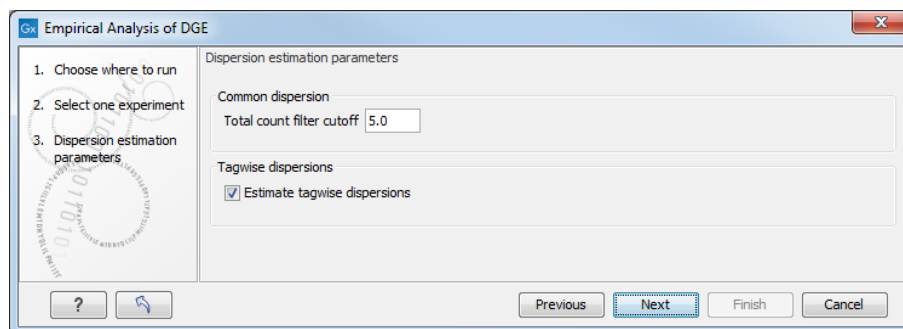 Gx Empirical Analysis of DGE
1. Choose where to run
2. Select one experiment
3. Dispersion estimation
parameters
Dispersion estimation parameters
Common dispersion
Total count filter cutoff 5.0
Tagwise dispersions
Estimate tagwise dispersions
? Previous Next Finish Cancel